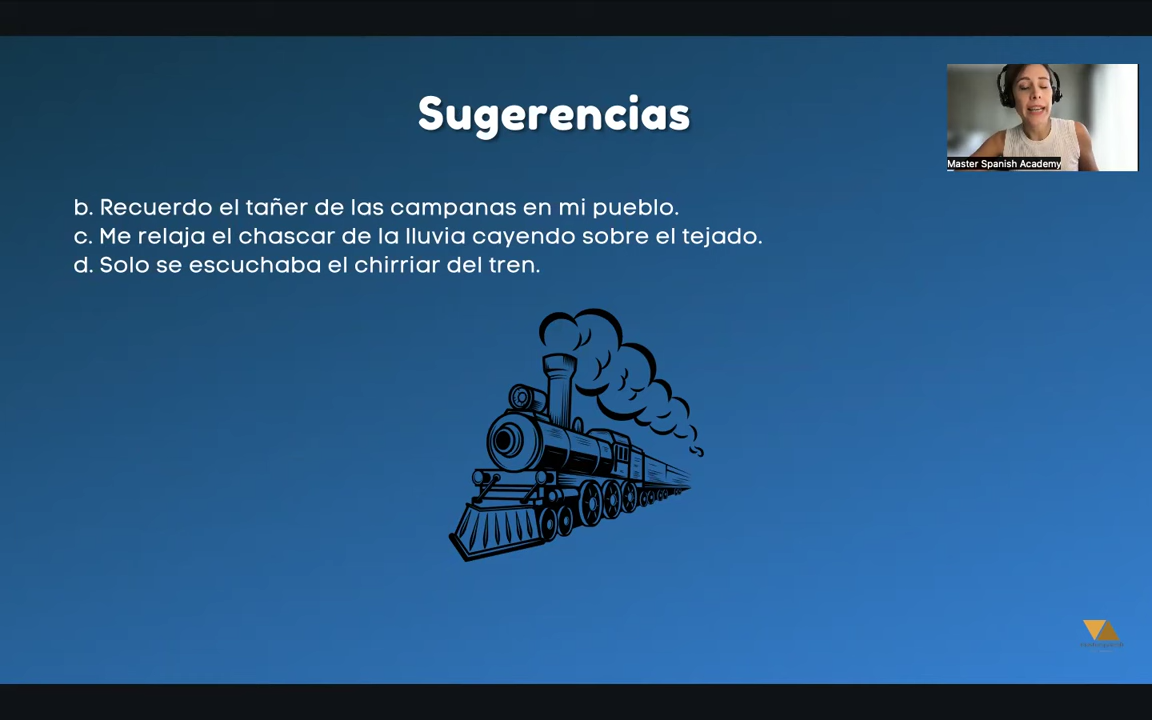 Sugerencias
Master Spanish Academy
b. Recuerdo el tañer de las campanas en mi pueblo.
c. Me relaja el chascar de la lluvia cayendo sobre el tejado.
d. Solo se escuchaba el chirriar del tren.